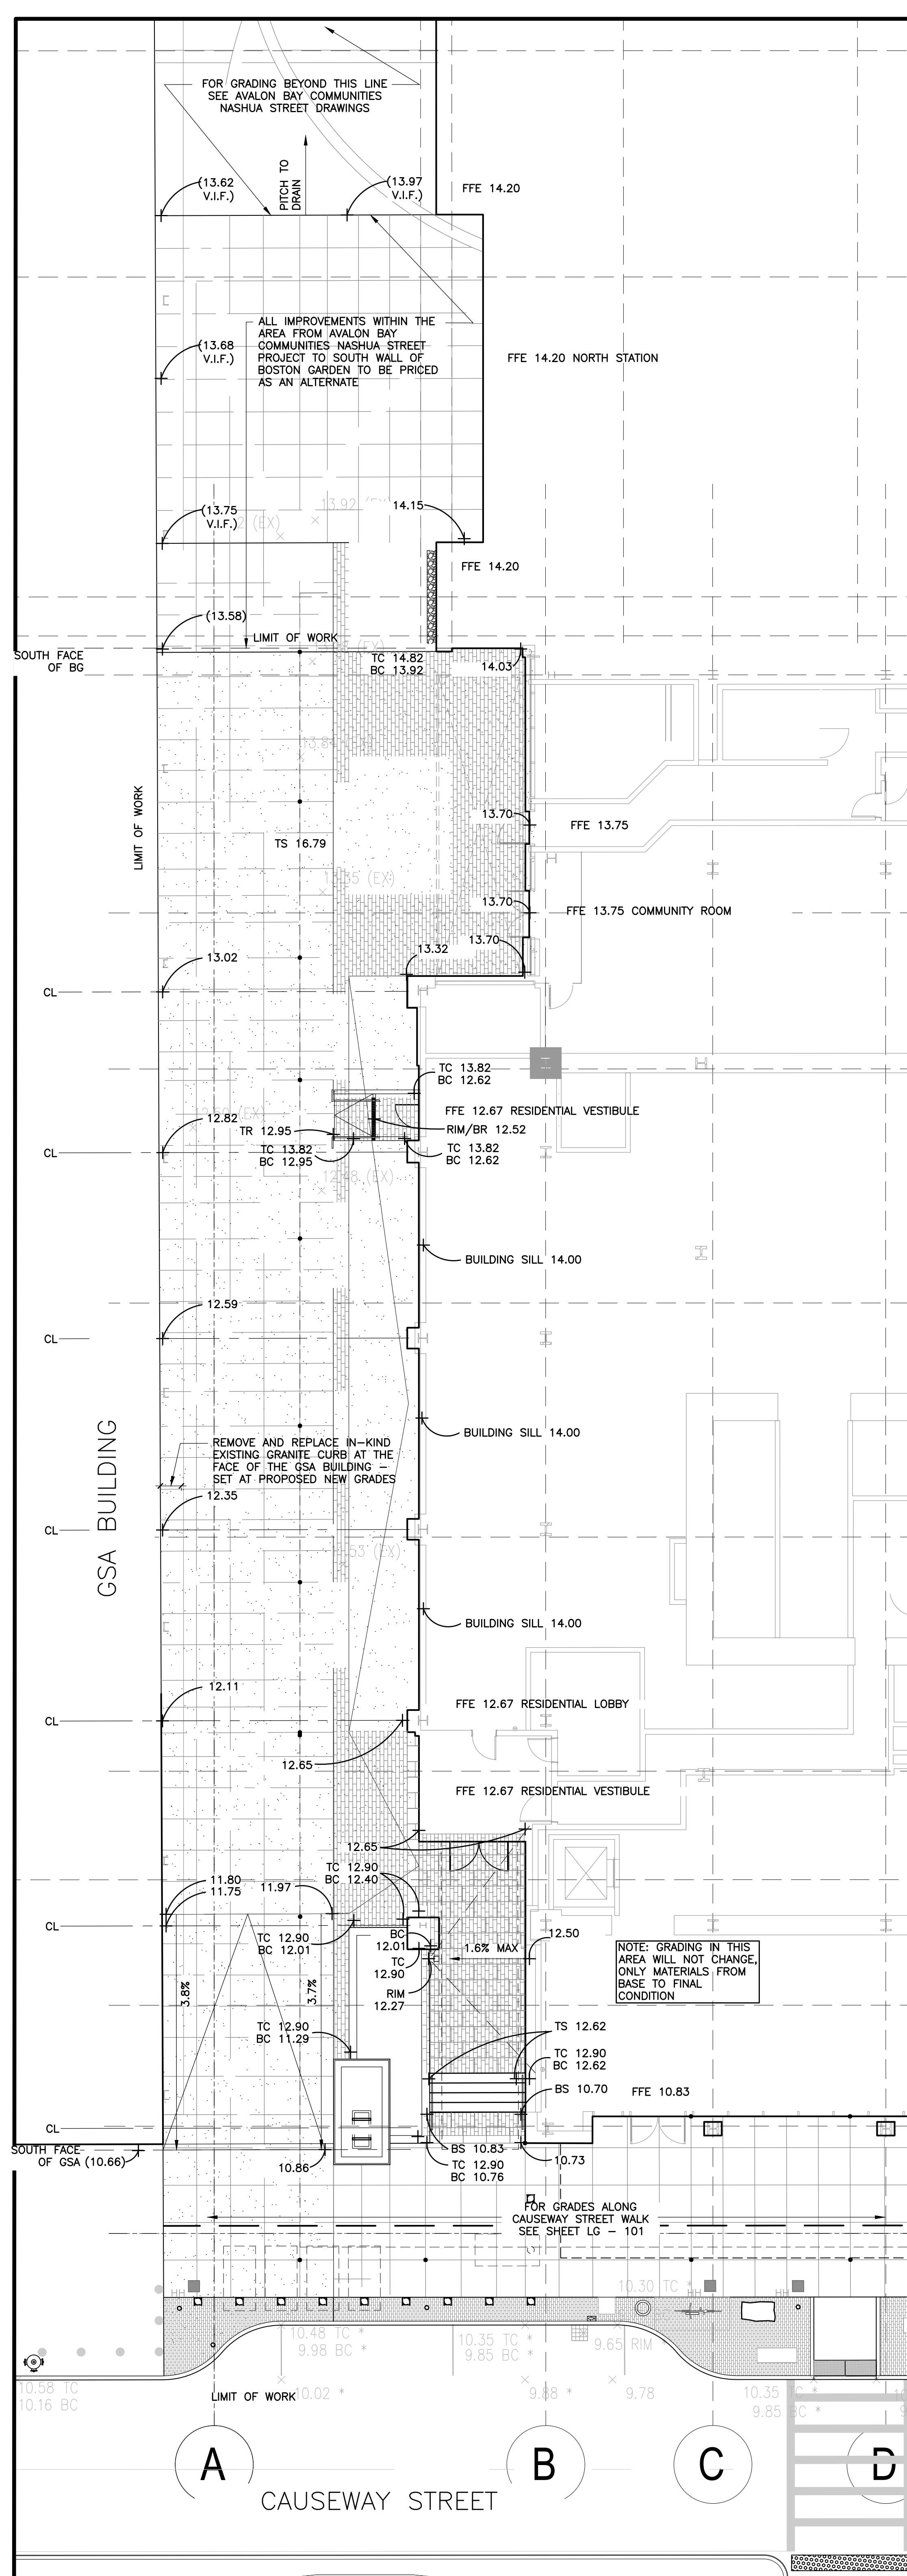 FOR GRADING BEYOND THIS LINE
SEE AVALON BAY COMMUNITIES
NASHUA STREET DRAWINGS
PITCH TO
DRAIN
(13.62
V.I.F.)
(13.97
V.I.F.)
FFE 14.20
ALL IMPROVEMENTS WITHIN THE
AREA FROM AVALON BAY
COMMUNITIES NASHUA STREET
PROJECT TO SOUTH WALL OF
BOSTON GARDEN TO BE PRICED
AS AN ALTERNATE
(13.68
V.I.F.)
FFE 14.20 NORTH STATION
(13.75
V.I.F.)
(EX)
13.92 (EX)
14.15
FFE 14.20
(13.58)
LIMIT OF WORK
(EX)
SOUTH FACE
OF BG
TC 14.82
BC 13.92
14.03
LIMIT OF WORK
13.70
FFE 13.75
TS 16.79
(EX)
13.70
FFE 13.75 COMMUNITY ROOM
13.70
13.32
13.02
CL
TC 13.82
BC 12.62
FFE 12.67 RESIDENTIAL VESTIBULE
12.82
(EX)
TR 12.95
RIM/BR 12.52
CL
TC 13.82
BC 12.95
TC 13.82
BC 12.62
(EX)
BUILDING SILL 14.00
12.59
CL
GSA BUILDING
BUILDING SILL 14.00
REMOVE AND REPLACE IN-KIND
EXISTING GRANITE CURB AT THE
FACE OF THE GSA BUILDING -
SET AT PROPOSED NEW GRADES
12.35
CL
(EX)
BUILDING SILL 14.00
12.11
FFE 12.67 RESIDENTIAL LOBBY
CL
12.65
FFE 12.67 RESIDENTIAL VESTIBULE
12.65
TC 12.90
BC 12.40
11.80
11.75
11.97
CL
TC 12.90
BC 12.01
BC
12.01
TC
12.90
1.6% MAX
12.50
NOTE: GRADING IN THIS
AREA WILL NOT CHANGE,
ONLY MATERIALS FROM
BASE TO FINAL
CONDITION
RIM
12.27
3.8%
3.7%
TC 12.90
BC 11.29
TS 12.62
TC 12.90
BC 12.62
BS 10.70
FFE 10.83
CL
SOUTH FACE
OF GSA (10.66)
10.86
BS 10.83
TC 12.90
BC 10.76
10.73
FOR GRADES ALONG
CAUSEWAY STREET WALK
SEE SHEET LG - 101
10.30 TC *
10.48 TC *
9.98 BC *
10.35 TC *
9.85 BC *
9.65 RIM *
10.58 TC
10.16 BC
LIMIT OF WORK
10.02 *
9.88 *
9.78
10.35 TC *
9.85 BC *
A
B
C
D
CAUSEWAY STREET